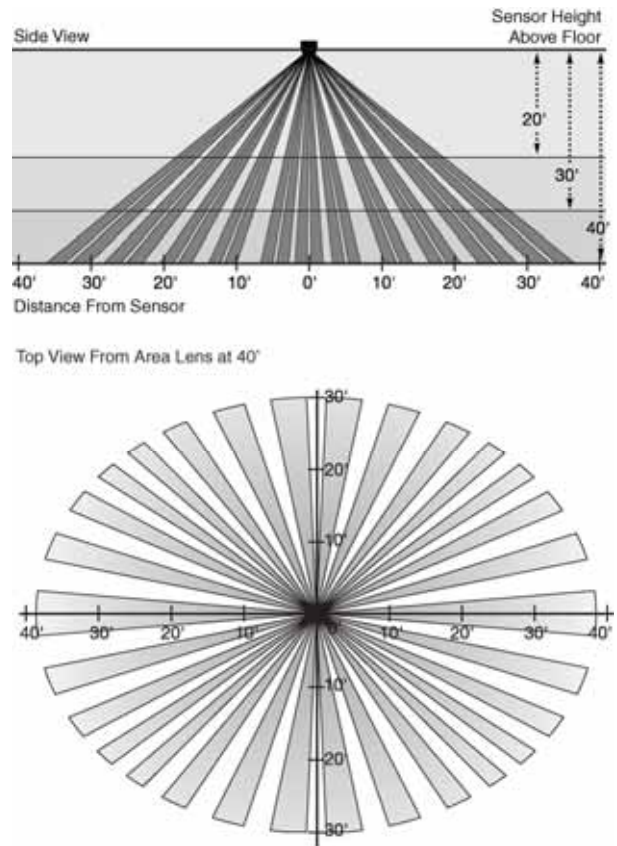 Side View
Sensor Height
Above Floor
20'
30'
40'
40' 30' 20' 10' 0' 10' 20' 30' 40'
Distance From Sensor
Top View From Area Lens at 40'
30'
20'
10'
40' 30' 20' 10' 0' 10' 20' 30' 40'
10'
20'
30'